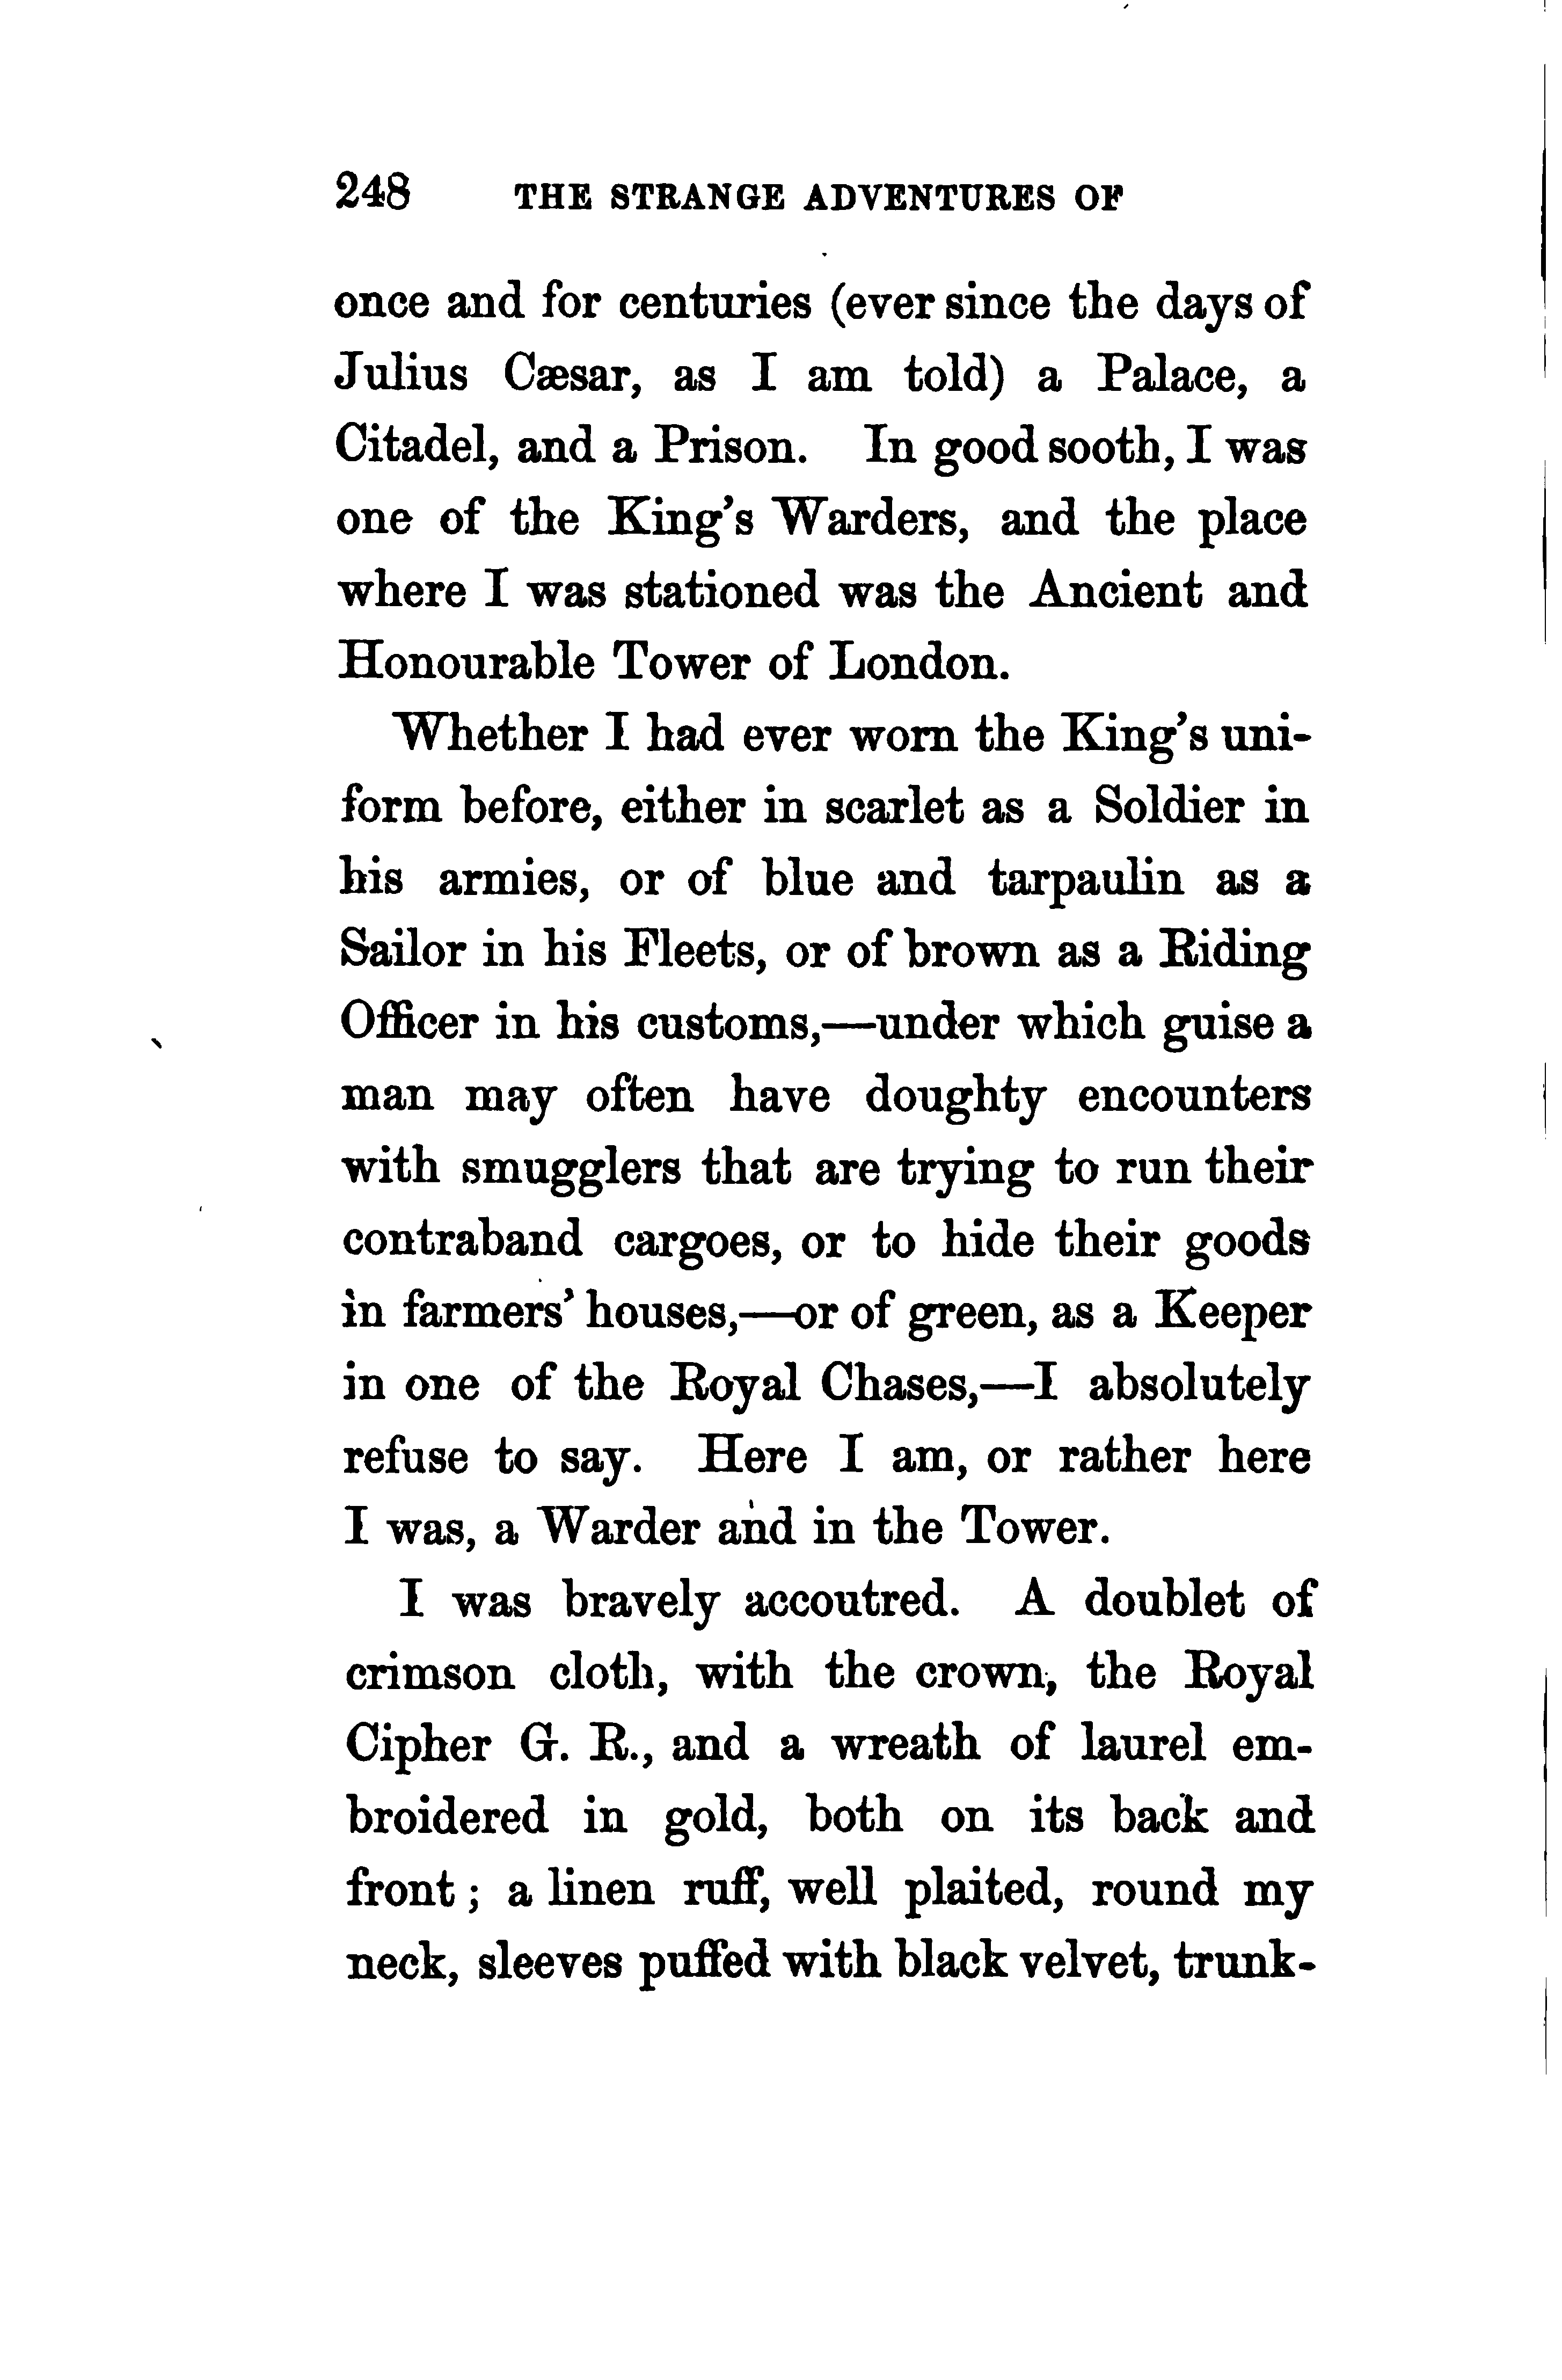 248 THE STRANGE ADVENTURES OF
once and for centuries (ever since the days of
Julius Cæsar, as I am told) a Palace, a
Citadel, and a Prison. In good sooth, I was
one of the King's Warders, and the place
where I was stationed was the Ancient and
Honourable Tower of London.
Whether I had ever worn the King's uni-
form before, either in scarlet as a Soldier in
his armies, or of blue and tarpaulin as a
Sailor in his Fleets, or of brown as a Riding
Officer in his customs,—under which guise a
man may often have doughty encounters
with smugglers that are trying to run their
contraband cargoes, or to hide their goods
in farmers' houses,—or of green, as a Keeper
in one of the Royal Chases,—I absolutely
refuse to say. Here I am, or rather here
I was, a Warder and in the Tower.
I was bravely accoutred. A doublet of
crimson cloth, with the crown, the Royal
Cipher G. R., and a wreath of laurel em-
broidered in gold, both on its back and
front; a linen ruff, well plaited, round my
neck, sleeves puffed with black velvet, trunk-